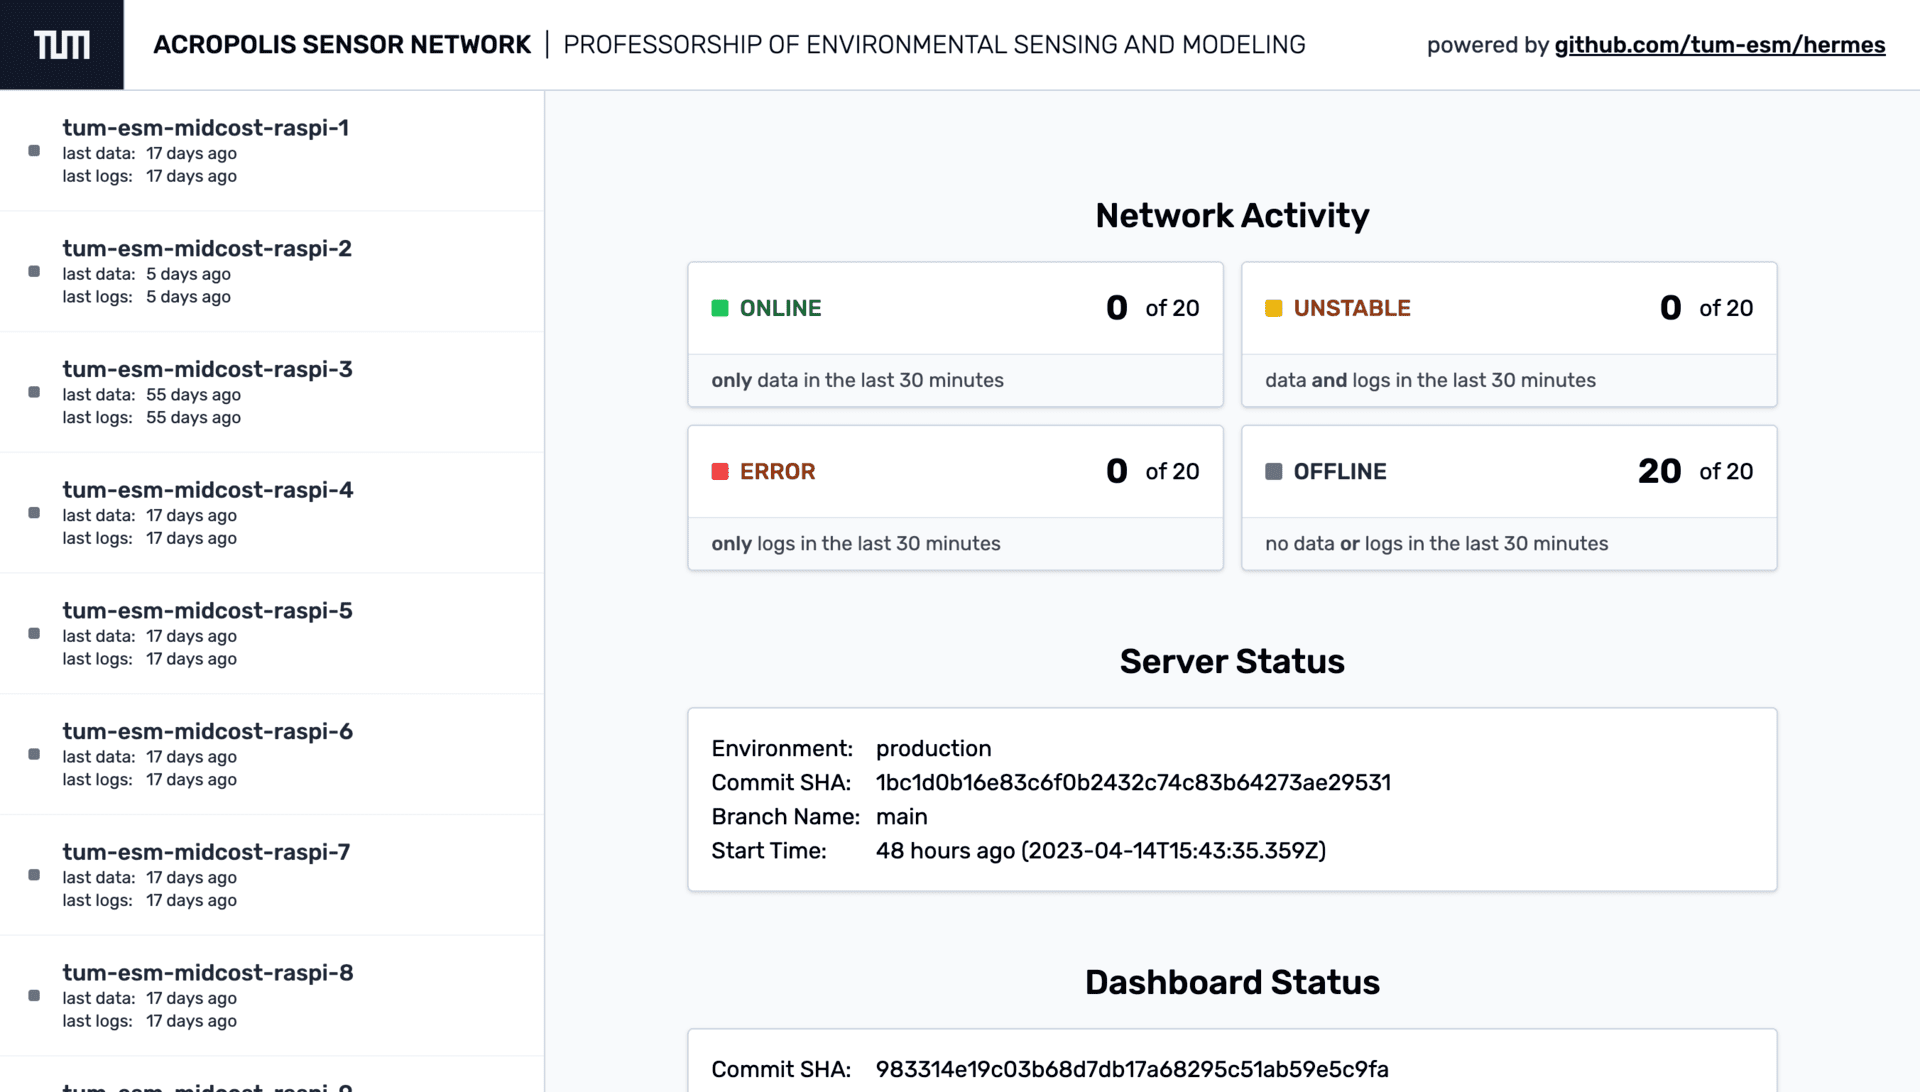 TUM
ACROPOLIS SENSOR NETWORK | PROFESSORSHIP OF ENVIRONMENTAL SENSING AND MODELING
powered by github.com/tum-esm/hermes
tum-esm-midcost-raspi-1
last data: 17 days ago
last logs: 17 days ago
tum-esm-midcost-raspi-2
last data: 5 days ago
last logs: 5 days ago
tum-esm-midcost-raspi-3
last data: 55 days ago
last logs: 55 days ago
tum-esm-midcost-raspi-4
last data: 17 days ago
last logs: 17 days ago
tum-esm-midcost-raspi-5
last data: 17 days ago
last logs: 17 days ago
tum-esm-midcost-raspi-6
last data: 17 days ago
last logs: 17 days ago
tum-esm-midcost-raspi-7
last data: 17 days ago
last logs: 17 days ago
tum-esm-midcost-raspi-8
last data: 17 days ago
last logs: 17 days ago
tum-esm-midcost-raspi-9
Network Activity
ONLINE 0 of 20
only data in the last 30 minutes
UNSTABLE 0 of 20
data and logs in the last 30 minutes
ERROR 0 of 20
only logs in the last 30 minutes
OFFLINE 20 of 20
no data or logs in the last 30 minutes
Server Status
Environment: production
Commit SHA: 1bc1d0b16e83c6f0b2432c74c83b64273ae29531
Branch Name: main
Start Time: 48 hours ago (2023-04-14T15:43:35.359Z)
Dashboard Status
Commit SHA: 983314e19c03b68d7db17a68295c51ab59e5c9fa